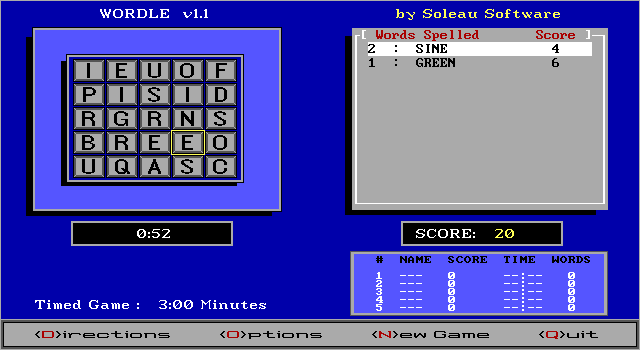 WORDLE v1.1
by Soleau Software
[ Words Spelled Score ]
2 : SINE 4
1 : GREEN 6
I E U O F
P I S I D
R G R N S
B R E E O
U Q A S C
0:52
SCORE: 20
# NAME SCORE TIME WORDS
1 --- 0 --:-- 0
2 --- 0 --:-- 0
3 --- 0 --:-- 0
4 --- 0 --:-- 0
5 --- 0 --:-- 0
Timed Game : 3:00 Minutes
<D>irections <O>ptions <N>ew Game <Q>uit